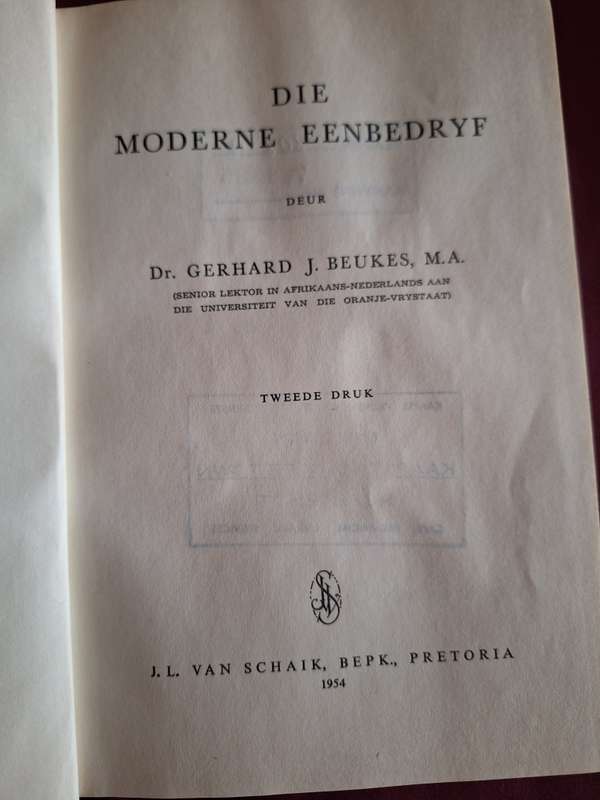 DIE
MODERNE EENBEDRYF
DEUR
Dr. GERHARD J. BEUKES, M.A.
(SENIOR LEKTOR IN AFRIKAANS-NEDERLANDS AAN
DIE UNIVERSITEIT VAN DIE ORANJE-VRYSTAAT)
TWEEDE DRUK
J. L. VAN SCHAIK, BEPK., PRETORIA
1954